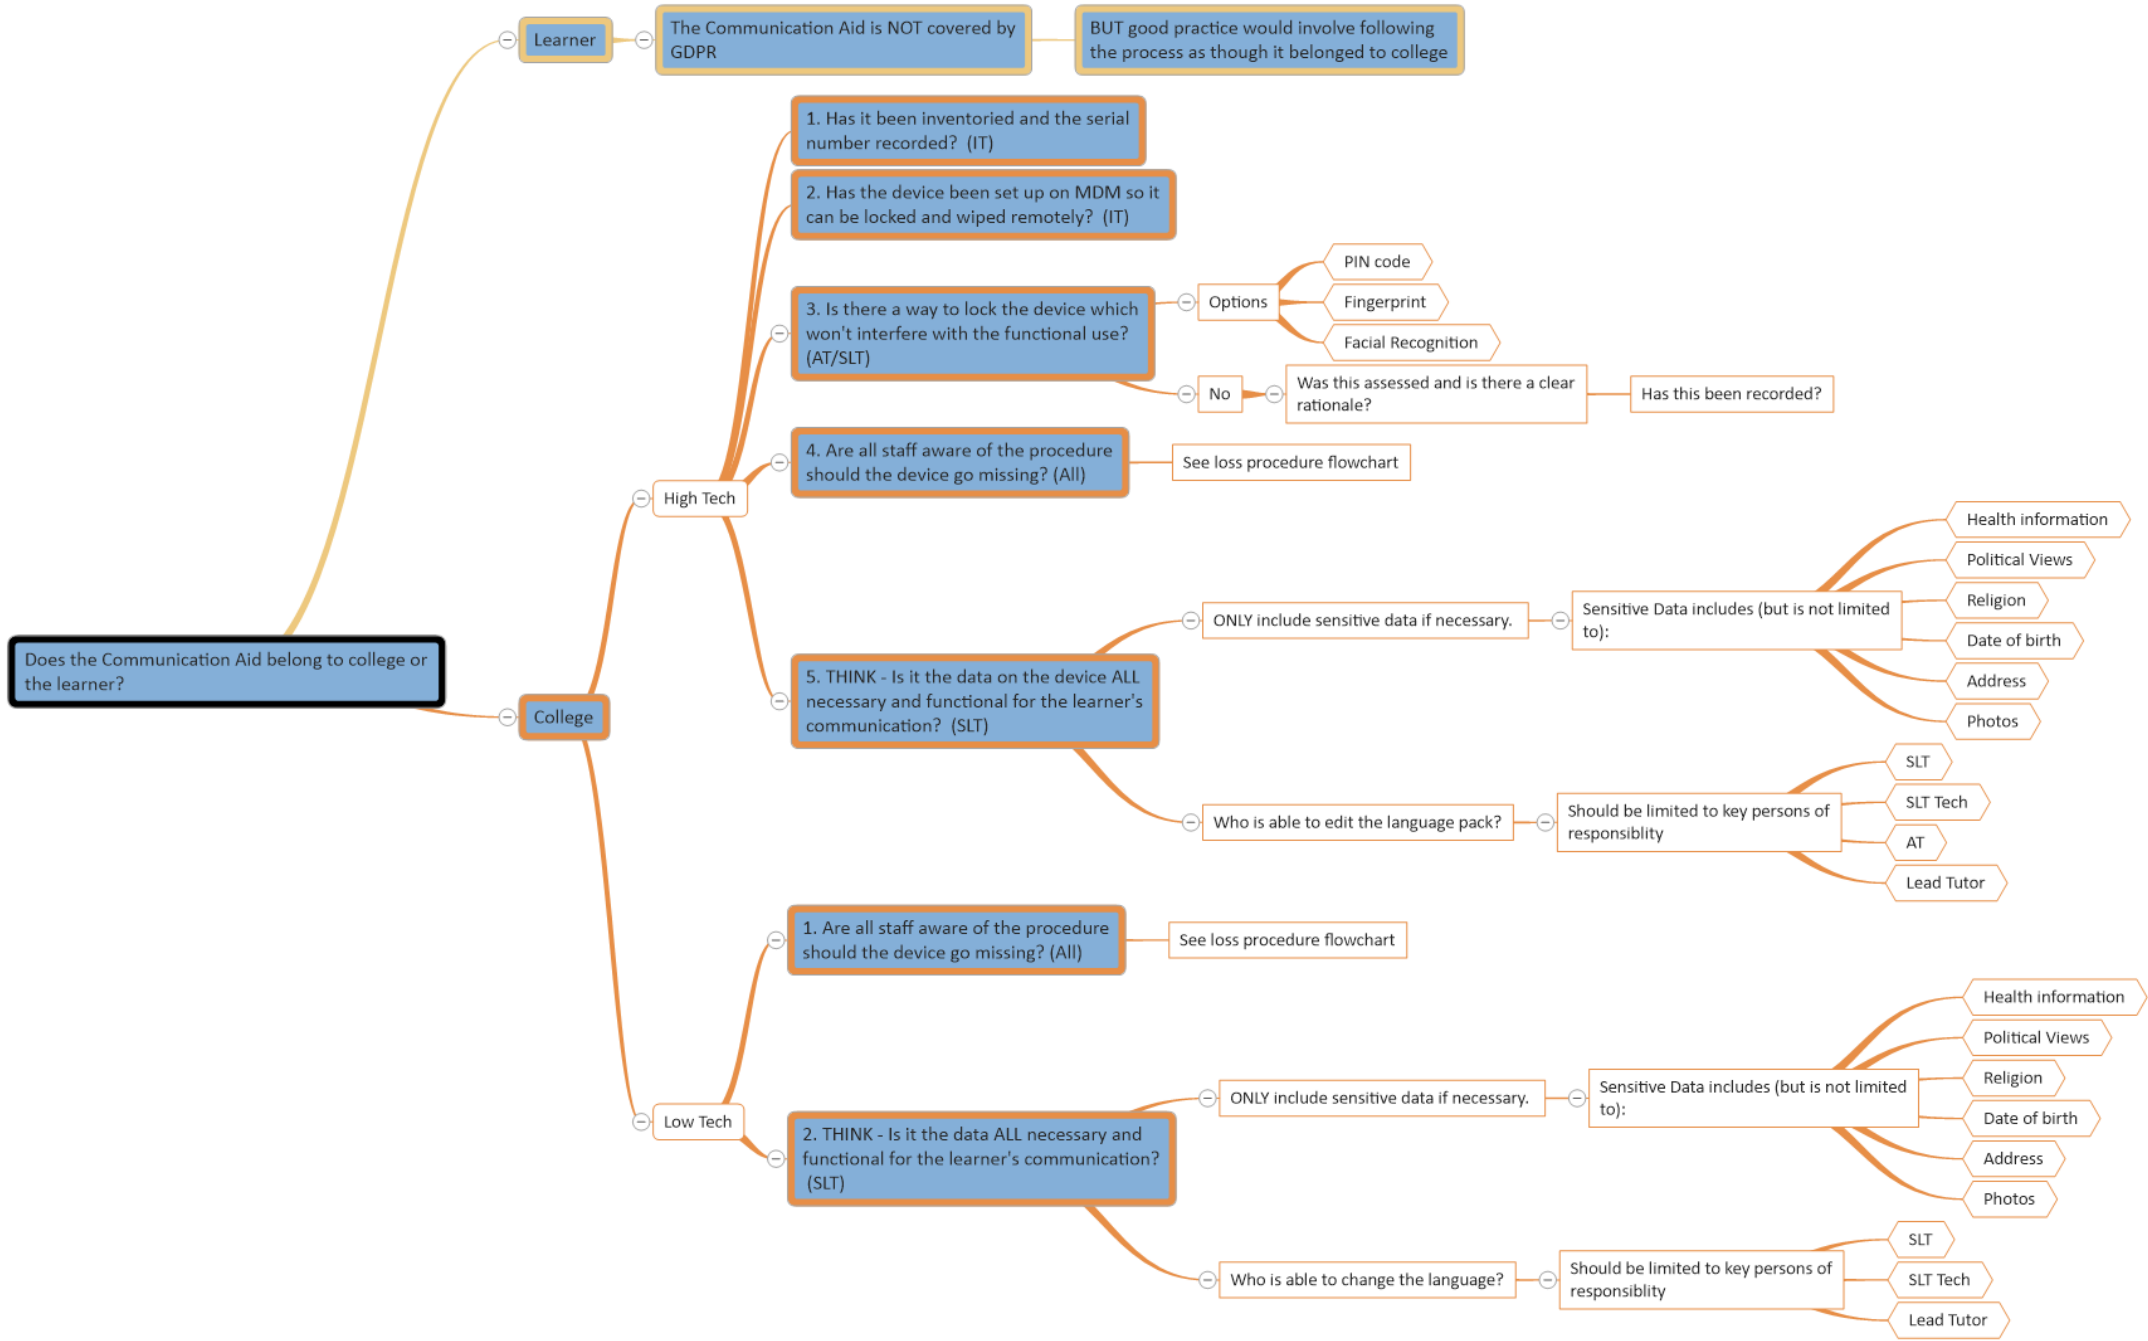 Learner
The Communication Aid is NOT covered by
GDPR
BUT good practice would involve following
the process as though it belonged to college
1. Has it been inventoried and the serial
number recorded?  (IT)
2. Has the device been set up on MDM so it
can be locked and wiped remotely?  (IT)
3. Is there a way to lock the device which
won't interfere with the functional use?
(AT/SLT)
Options
PIN code
Fingerprint
Facial Recognition
No
Was this assessed and is there a clear
rationale?
Has this been recorded?
4. Are all staff aware of the procedure
should the device go missing? (All)
See loss procedure flowchart
High Tech
Does the Communication Aid belong to college or
the learner?
College
5. THINK - Is it the data on the device ALL
necessary and functional for the learner's
communication?  (SLT)
ONLY include sensitive data if necessary.
Sensitive Data includes (but is not limited
to):
Health information
Political Views
Religion
Date of birth
Address
Photos
Who is able to edit the language pack?
Should be limited to key persons of
responsiblity
SLT
SLT Tech
AT
Lead Tutor
Low Tech
1. Are all staff aware of the procedure
should the device go missing? (All)
See loss procedure flowchart
2. THINK - Is it the data ALL necessary and
functional for the learner's communication?
(SLT)
ONLY include sensitive data if necessary.
Sensitive Data includes (but is not limited
to):
Health information
Political Views
Religion
Date of birth
Address
Photos
Who is able to change the language?
Should be limited to key persons of
responsiblity
SLT
SLT Tech
Lead Tutor